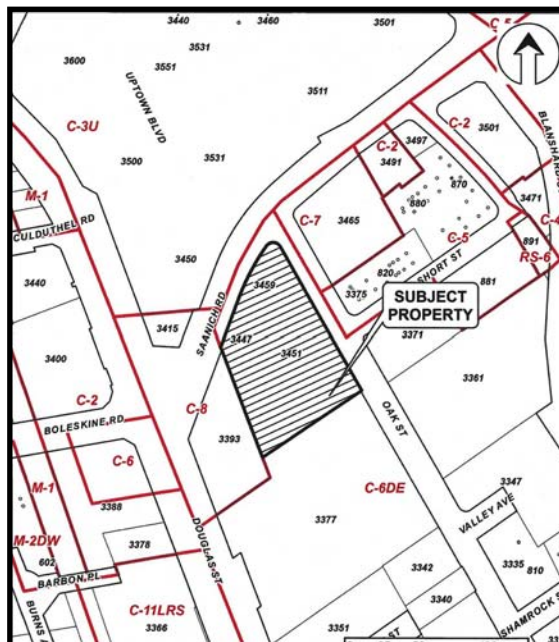 3440
3460
3501
C-5
3531
3600
3551
UPTOWN BLVD
3511
C-3U
C-2
3501
BLANSHARD
3500
3531
C-2
3497
3491
870
880
3471
M-1
C-4
CULDUTHEL RD
C-7
3465
891
C-5
RS-6
3450
820
SHORT ST
3440
3459
3375
881
SUBJECT
PROPERTY
SAANICH RD
3415
3447
3451
3371
3400
3361
C-2
C-8
OAK ST
BOLESKINE RD
3393
C-6
C-6DE
3347
M-1
3388
3377
VALLEY AVE
DOUGLAS ST
M-2DW
3378
3342
3335
810
602
BARBON PL
3340
SHAMROCK S
BURNS
C-11LRS
3366
3351
ST